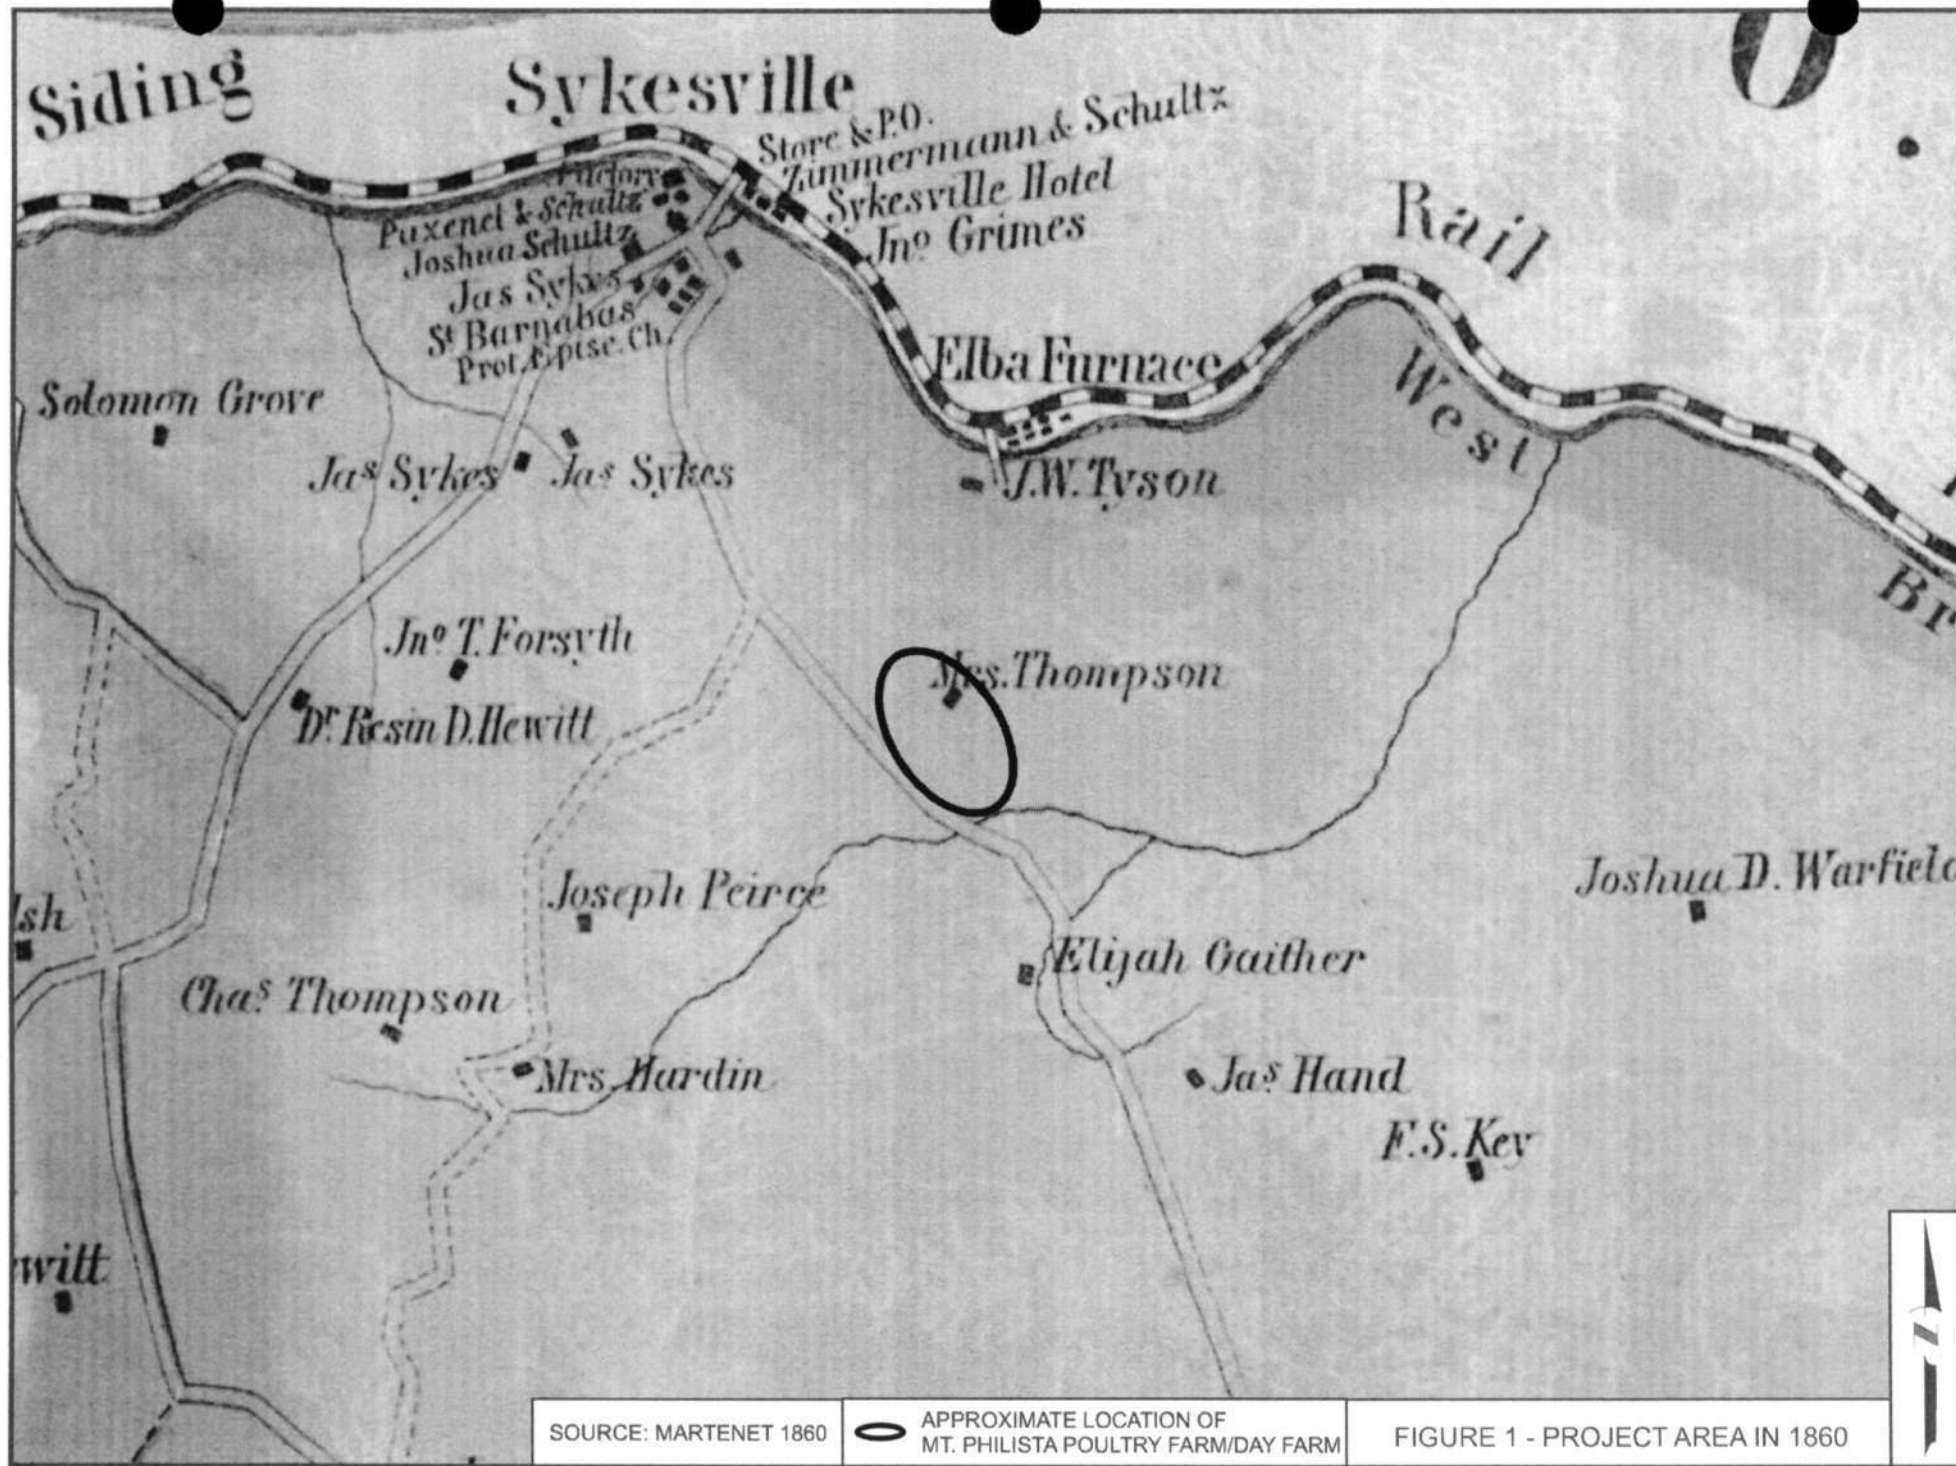 Siding
Sykesville
Store & P.O.
Zimmermann & Schultz
Sykesville Hotel
Jnº Grimes
Factory
Puxenel & Schultz
Joshua Schultz
Jas Sykes
St Barnabas
Prot. Episc. Ch.
Rail
O
Elba Furnace
West
Solomon Grove
Jas Sykes
Jas Sykes
J.W. Tyson
Br
Jnº T. Forsyth
Mrs. Thompson
Dr. Resin D. Hewitt
Joseph Peirce
Joshua D. Warfield
lsh
Elijah Gaither
Chas. Thompson
Mrs. Hardin
Jas. Hand
F.S. Key
witt
N
SOURCE: MARTENET 1860
APPROXIMATE LOCATION OF
MT. PHILISTA POULTRY FARM/DAY FARM
FIGURE 1 - PROJECT AREA IN 1860